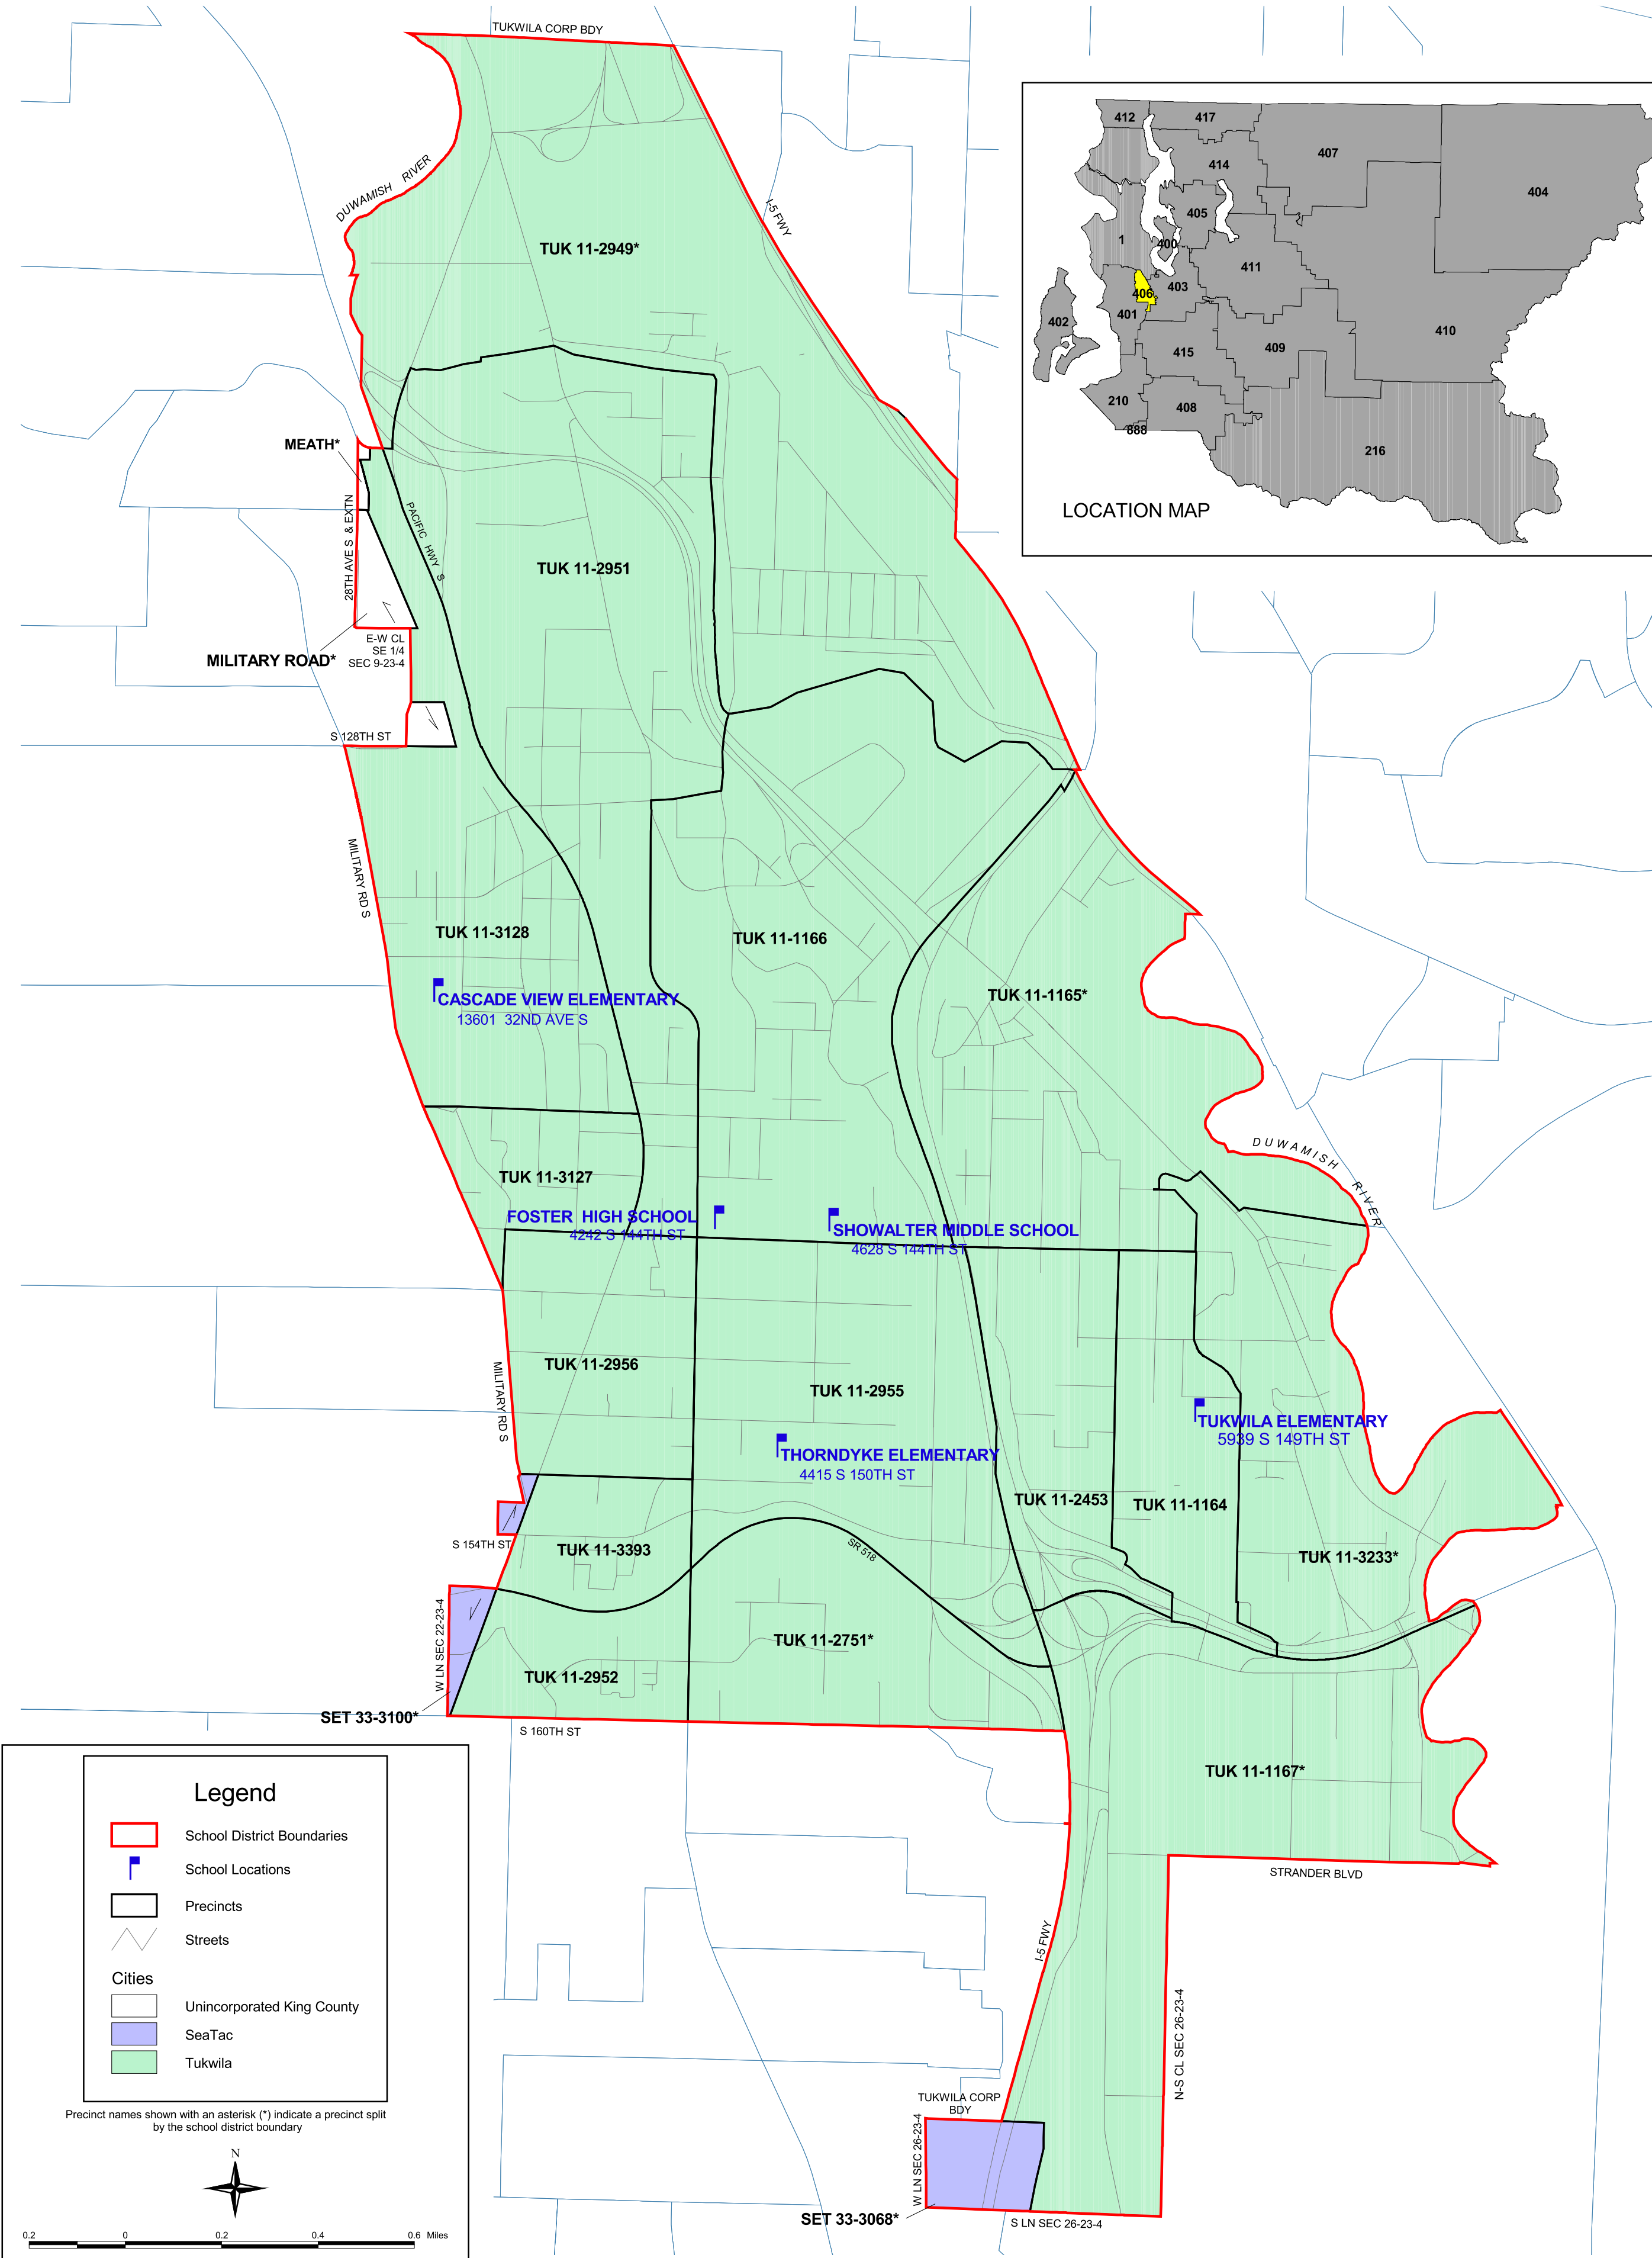 TUKWILA CORP BDY
DUWAMISH RIVER
I-5 FWY
TUK 11-2949*
412
417
407
414
404
405
1
400
411
406
403
402
401
410
415
409
210
408
888
216
LOCATION MAP
MEATH*
28TH AVE S & EXTN
PACIFIC HWY S
TUK 11-2951
MILITARY ROAD*
E-W CL
SE 1/4
SEC 9-23-4
S 128TH ST
MILITARY RD S
TUK 11-3128
TUK 11-1166
CASCADE VIEW ELEMENTARY
13601 32ND AVE S
TUK 11-1165*
DUWAMISH RIVER
TUK 11-3127
FOSTER HIGH SCHOOL
4242 S 144TH ST
SHOWALTER MIDDLE SCHOOL
4628 S 144TH ST
MILITARY RD S
TUK 11-2956
TUK 11-2955
TUKWILA ELEMENTARY
5939 S 149TH ST
THORNDYKE ELEMENTARY
4415 S 150TH ST
TUK 11-2453
TUK 11-1164
S 154TH ST
TUK 11-3393
SR 518
TUK 11-3233*
W LN SEC 22-23-4
TUK 11-2751*
TUK 11-2952
SET 33-3100*
S 160TH ST
TUK 11-1167*
STRANDER BLVD
I-5 FWY
N-S CL SEC 26-23-4
TUKWILA CORP
BDY
W LN SEC 26-23-4
SET 33-3068*
S LN SEC 26-23-4
Legend
School District Boundaries
School Locations
Precincts
Streets
Cities
Unincorporated King County
SeaTac
Tukwila
Precinct names shown with an asterisk (*) indicate a precinct split
by the school district boundary
N
0.2 0 0.2 0.4 0.6 Miles